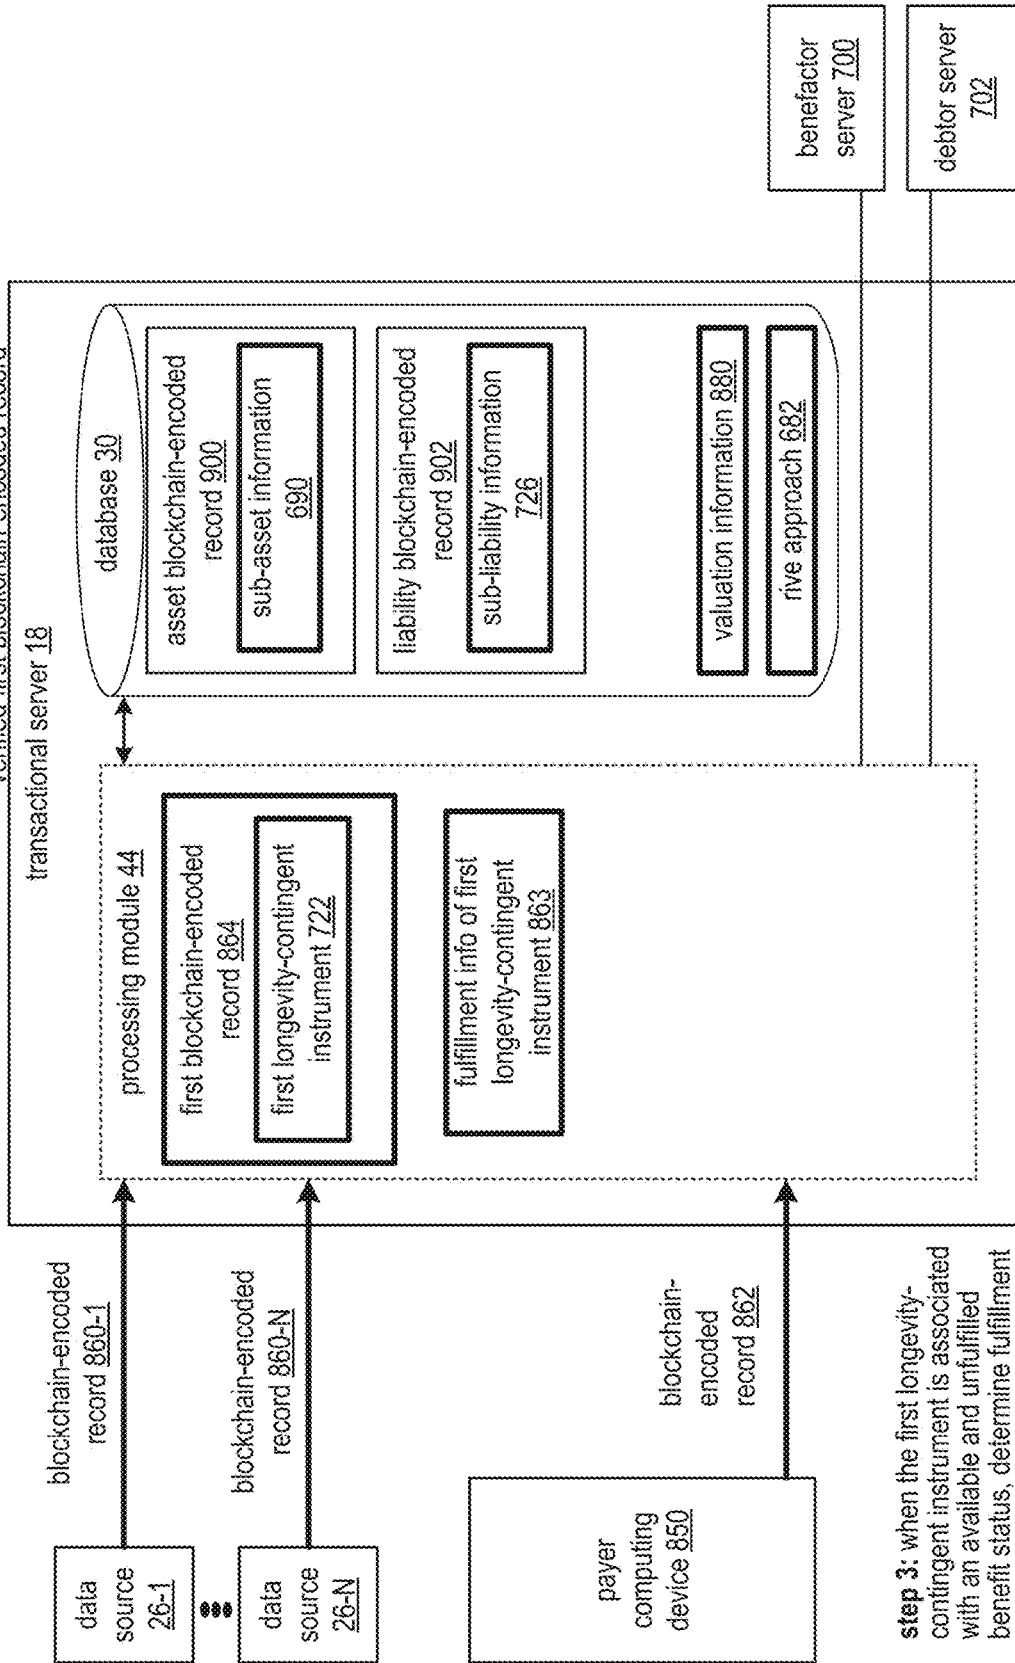 verified first blockchain encoded record
transactional server 18
data
source
26-1
data
source
26-N
payer
computing
device 850
blockchain-encoded
record 860-1
blockchain-encoded
record 860-N
blockchain-
encoded
record 862
processing module 44
first blockchain-encoded
record 864
first longevity-contingent
instrument 722
fulfillment info of first
longevity-contingent
instrument 863
database 30
asset blockchain-encoded
record 900
sub-asset information
690
liability blockchain-encoded
record 902
sub-liability information
726
valuation information 880
rive approach 682
benefactor
server 700
debtor server
702
step 3: when the first longevity-
contingent instrument is associated
with an available and unfulfilled
benefit status, determine fulfillment